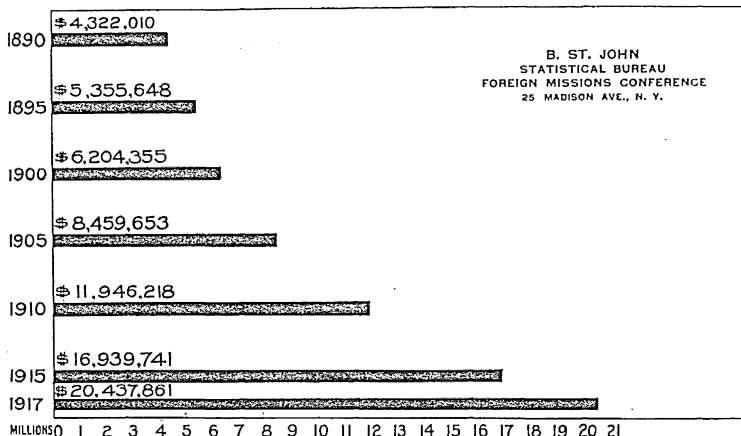 $4,322,010
1890
B. ST. JOHN
STATISTICAL BUREAU
FOREIGN MISSIONS CONFERENCE
25 MADISON AVE., N. Y.
$5,355,648
1895
$6,204,355
1900
$8,459,653
1905
$11,946,218
1910
$16,939,741
1915
$20,437,861
1917
MILLIONS 0 1 2 3 4 5 6 7 8 9 10 11 12 13 14 15 16 17 18 19 20 21